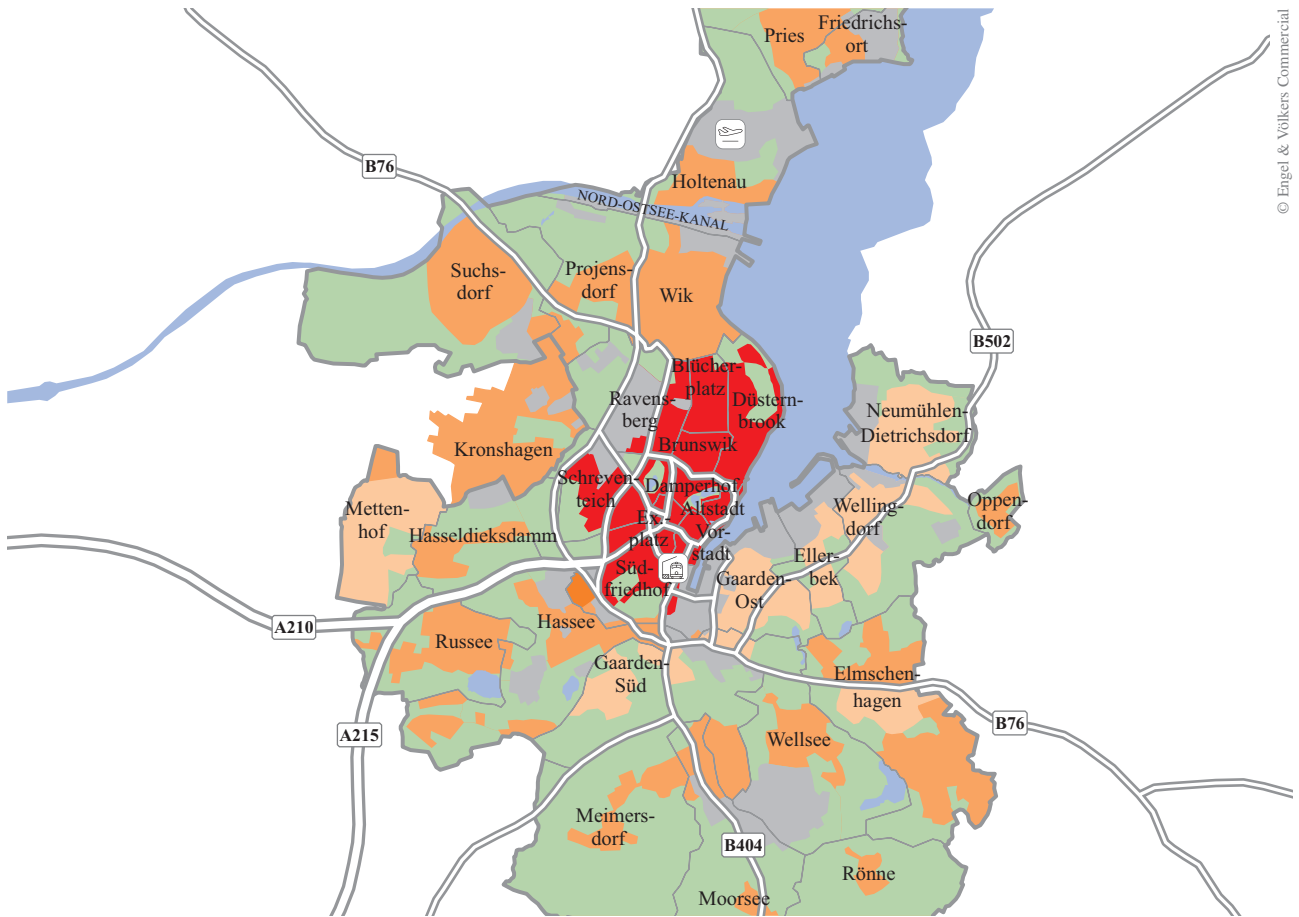 Pries
Friedrichs-
ort
© Engel & Völkers Commercial
B76
Holtenau
NORD-OSTSEE-KANAL
Suchs-
dorf
Projens-
dorf
Wik
B502
Blücher-
platz
Ravens-
berg
Düstern-
brook
Neumühlen-
Dietrichsdorf
Kronshagen
Brunswik
Schreven-
teich
Damperhof
Altstadt
Metten-
hof
Hasseldieksdamm
Ex.-
platz
Vor-
stadt
Welling-
dorf
Oppen-
dorf
Süd-
friedhof
Gaarden-
Ost
Eller-
bek
A210
Russee
Hassee
Gaarden-
Süd
Elmschen-
hagen
A215
Wellsee
B76
Meimers-
dorf
B404
Rönne
Moorsee